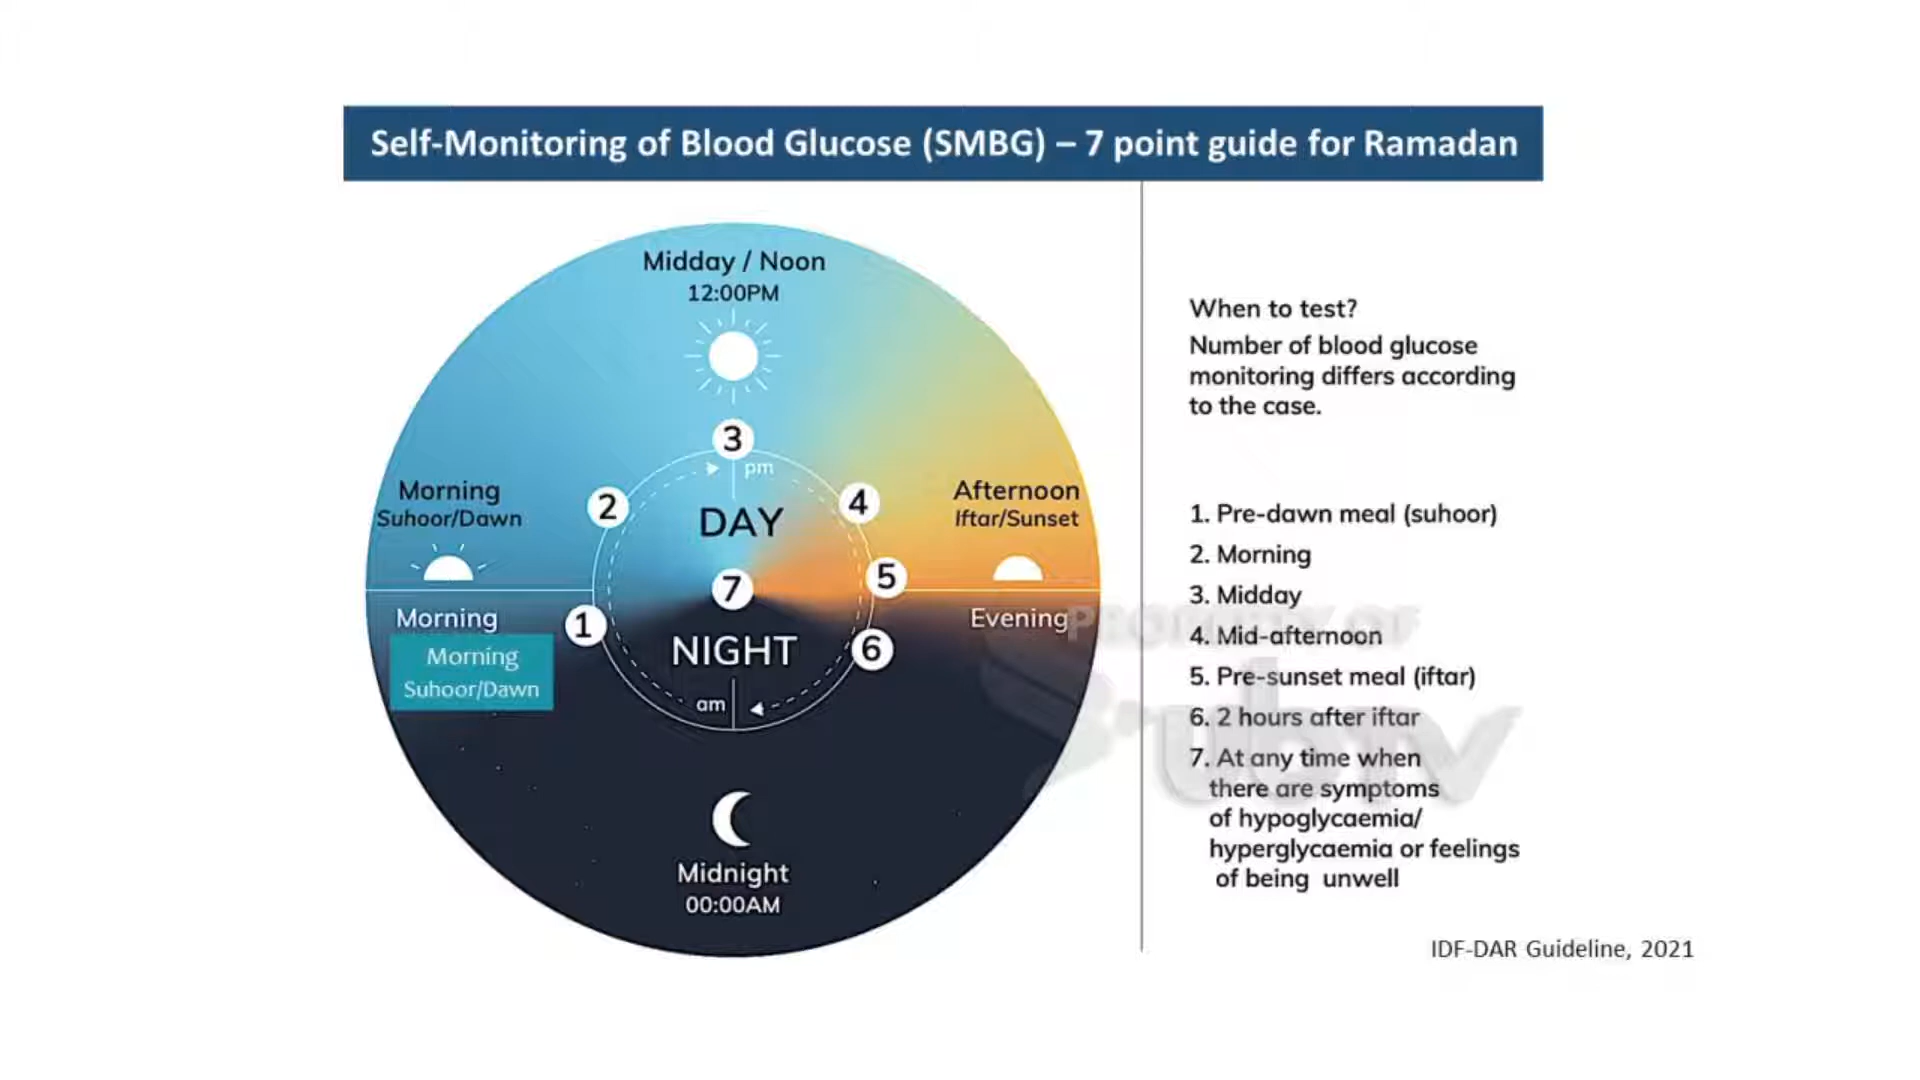 Self-Monitoring of Blood Glucose (SMBG) – 7 point guide for Ramadan
Midday / Noon
12:00PM
3
pm
2
4
DAY
Morning
Suhoor/Dawn
Afternoon
Iftar/Sunset
7
5
Morning
1
Evening
Morning
Suhoor/Dawn
NIGHT
6
am
Midnight
00:00AM
When to test?
Number of blood glucose
monitoring differs according
to the case.
1. Pre-dawn meal (suhoor)
2. Morning
3. Midday
4. Mid-afternoon
5. Pre-sunset meal (iftar)
6. 2 hours after iftar
7. At any time when
there are symptoms
of hypoglycaemia/
hyperglycaemia or feelings
of being unwell
PROPERTY OF
ubtv
IDF-DAR Guideline, 2021